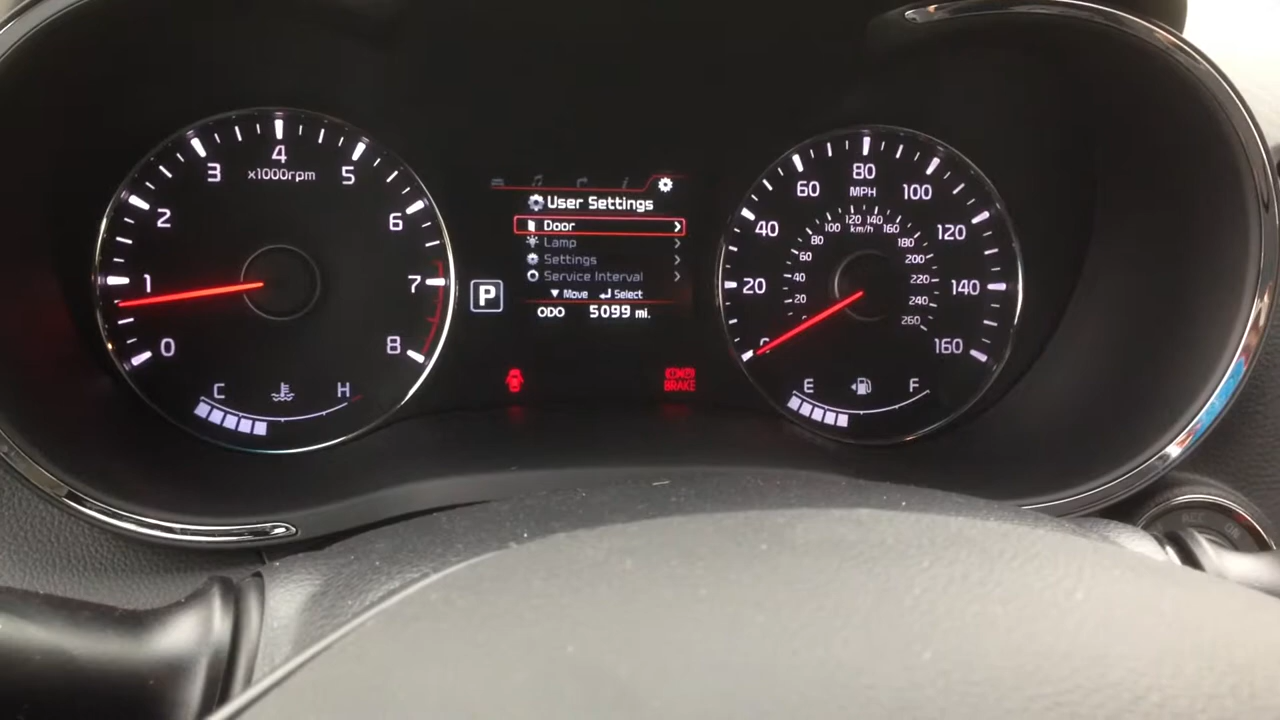 0
1
2
3
4
5
6
7
8
x1000rpm
C H
P
User Settings
Door
Lamp
Settings
Service Interval
Move Select
ODO 5099 mi.
BRAKE
20
40
60
80
100
120
140
160
MPH
20
40
60
80
100
120
140
160
180
200
220
240
260
km/h
E F